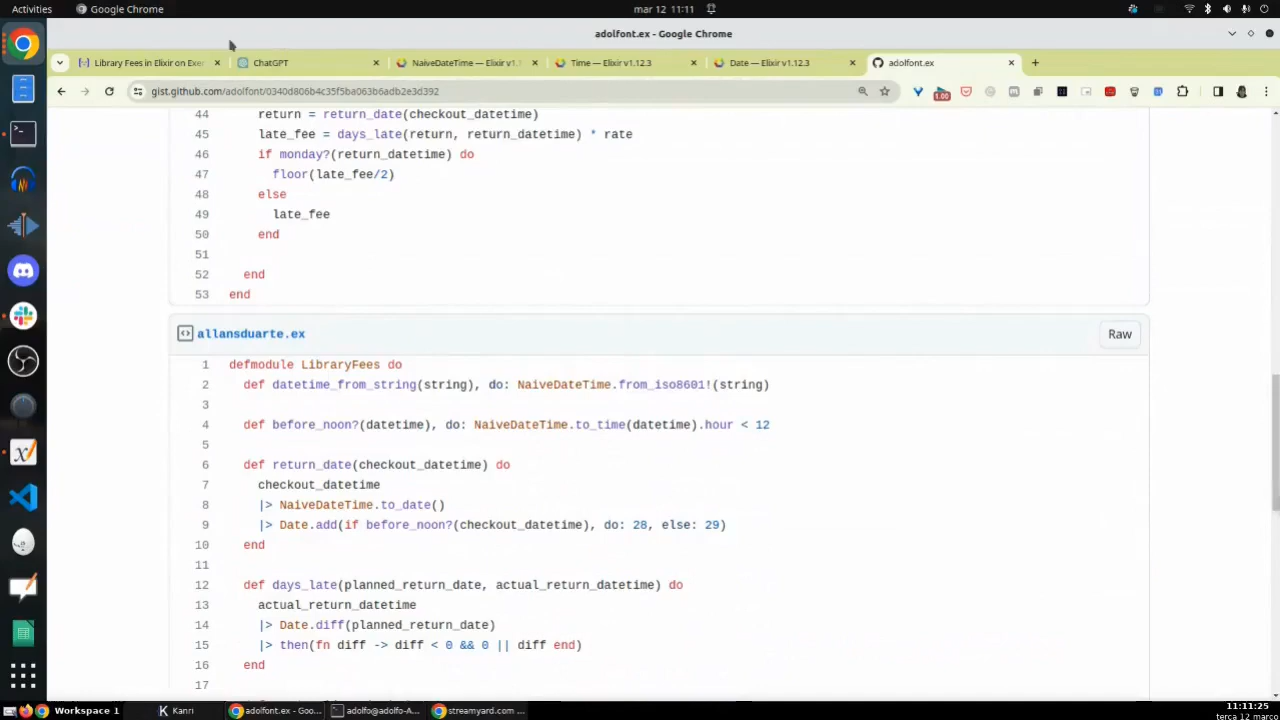 Activities Google Chrome mar 12 11:11
adolfont.ex - Google Chrome
Library Fees in Elixir on Exer
ChatGPT
NaiveDateTime — Elixir v1.
Time — Elixir v1.12.3
Date — Elixir v1.12.3
adolfont.ex
gist.github.com/adolfont/0340d806b4c35f5ba063b6adb2e3d392
1.00
44 return = return_date(checkout_datetime)
45 late_fee = days_late(return, return_datetime) * rate
46 if monday?(return_datetime) do
47 floor(late_fee/2)
48 else
49 late_fee
50 end
51
52 end
53 end
allansduarte.ex
Raw
1 defmodule LibraryFees do
2 def datetime_from_string(string), do: NaiveDateTime.from_iso8601!(string)
3
4 def before_noon?(datetime), do: NaiveDateTime.to_time(datetime).hour < 12
5
6 def return_date(checkout_datetime) do
7 checkout_datetime
8 |> NaiveDateTime.to_date()
9 |> Date.add(if before_noon?(checkout_datetime), do: 28, else: 29)
10 end
11
12 def days_late(planned_return_date, actual_return_datetime) do
13 actual_return_datetime
14 |> Date.diff(planned_return_date)
15 |> then(fn diff -> diff < 0 && 0 || diff end)
16 end
17
Workspace 1
Kanri
adolfont.ex - Goo...
adolfo@adolfo-A...
streamyard.com ...
11:11:25
terça 12 março